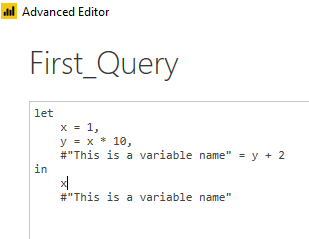 Advanced Editor
First_Query
let
    x = 1,
    y = x * 10,
    #"This is a variable name" = y + 2
in
    x
    #"This is a variable name"